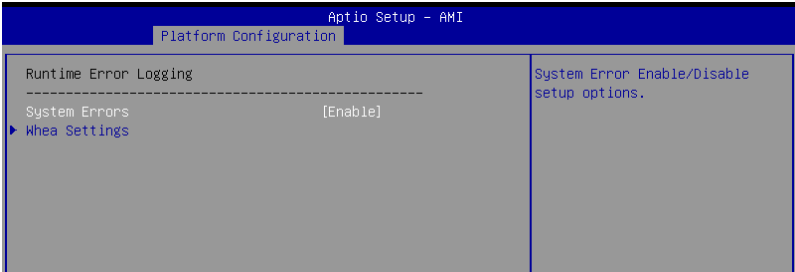 Aptio Setup – AMI
Platform Configuration
Runtime Error Logging
--------------------------------------------------
System Errors [Enable]
Whea Settings
System Error Enable/Disable
setup options.